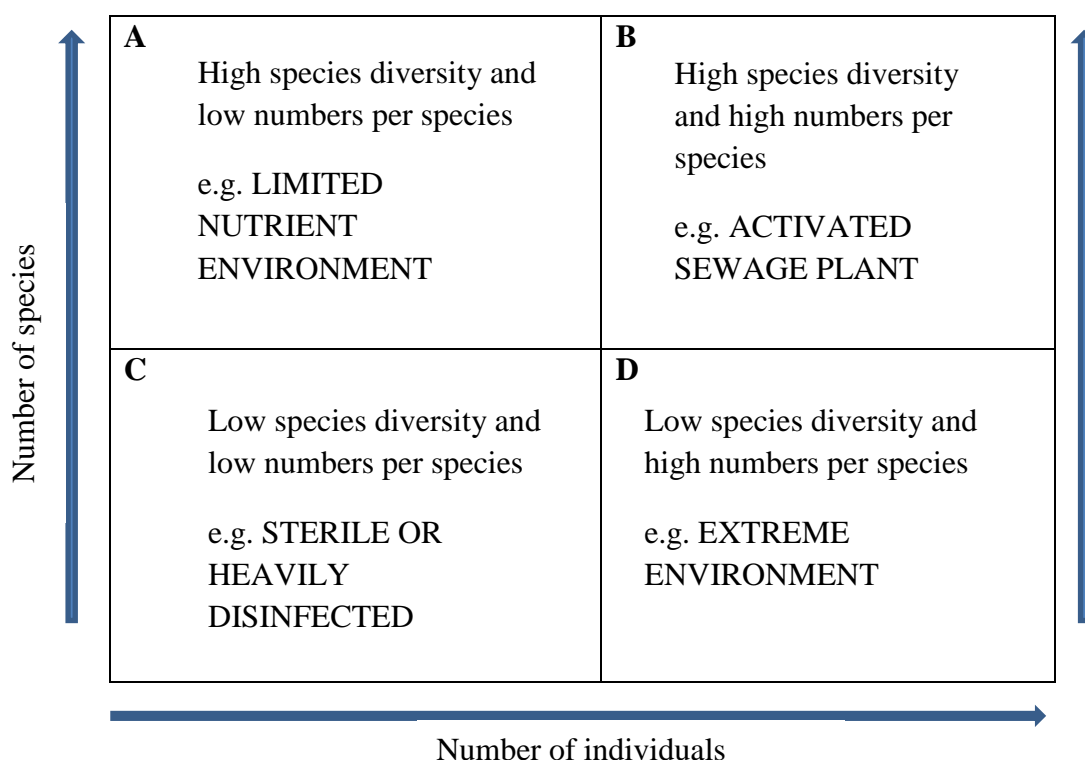 A
High species diversity and
low numbers per species
e.g. LIMITED
NUTRIENT
ENVIRONMENT
B
High species diversity
and high numbers per
species
e.g. ACTIVATED
SEWAGE PLANT
Number of species
C
Low species diversity and
low numbers per species
e.g. STERILE OR
HEAVILY
DISINFECTED
D
Low species diversity and
high numbers per species
e.g. EXTREME
ENVIRONMENT
Number of individuals